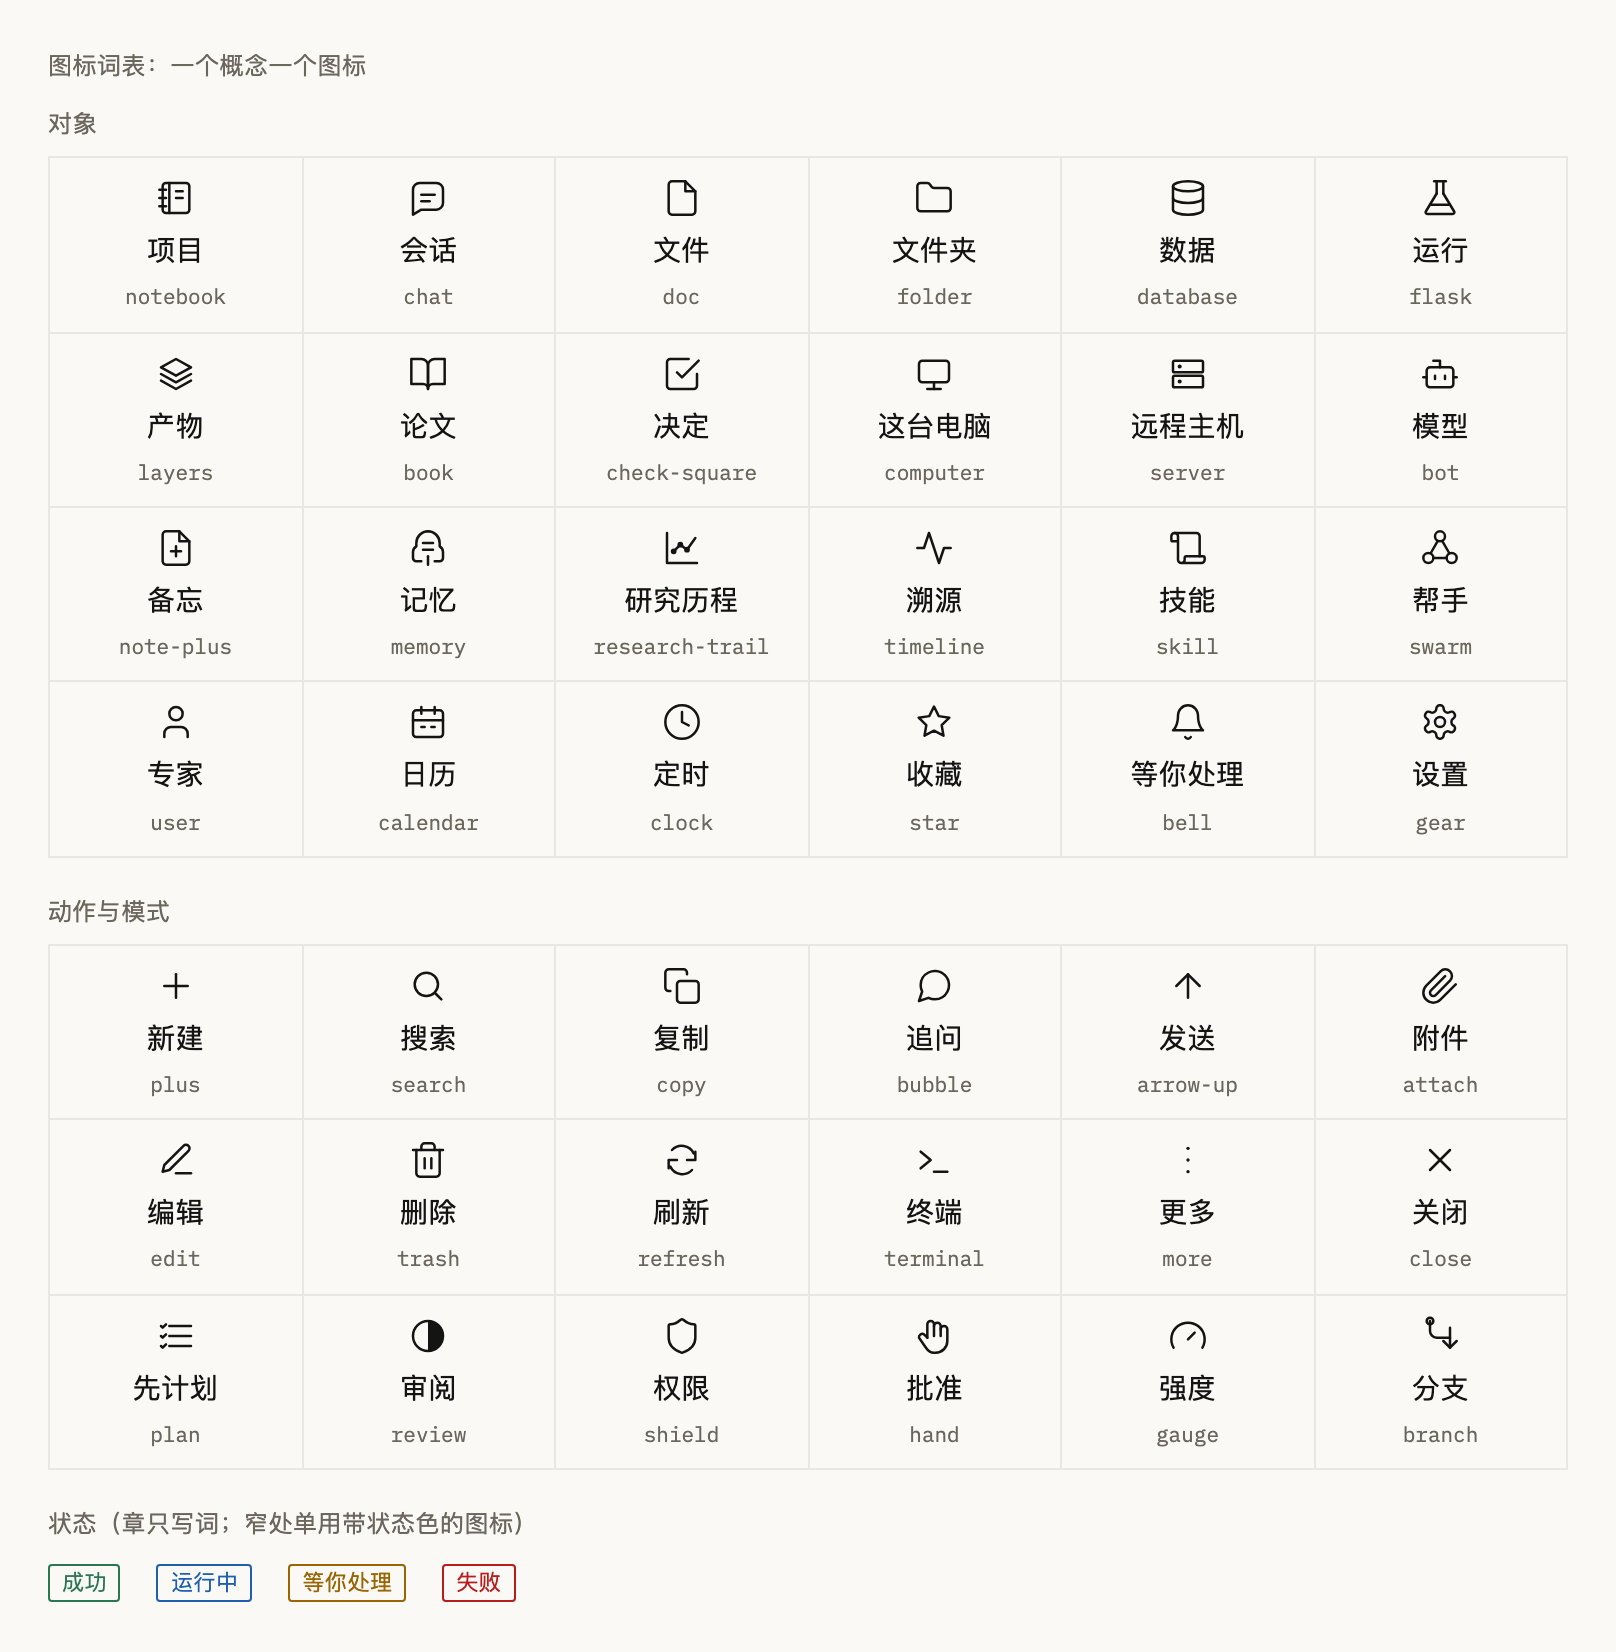 图标词表：一个概念一个图标
对象
项目 会话 文件 文件夹 数据 运行
notebook chat doc folder database flask
产物 论文 决定 这台电脑 远程主机 模型
layers book check-square computer server bot
备忘 记忆 研究历程 溯源 技能 帮手
note-plus memory research-trail timeline skill swarm
专家 日历 定时 收藏 等你处理 设置
user calendar clock star bell gear
动作与模式
新建 搜索 复制 追问 发送 附件
plus search copy bubble arrow-up attach
编辑 删除 刷新 终端 更多 关闭
edit trash refresh terminal more close
先计划 审阅 权限 批准 强度 分支
plan review shield hand gauge branch
状态（章只写词；窄处单用带状态色的图标）
成功 运行中 等你处理 失败